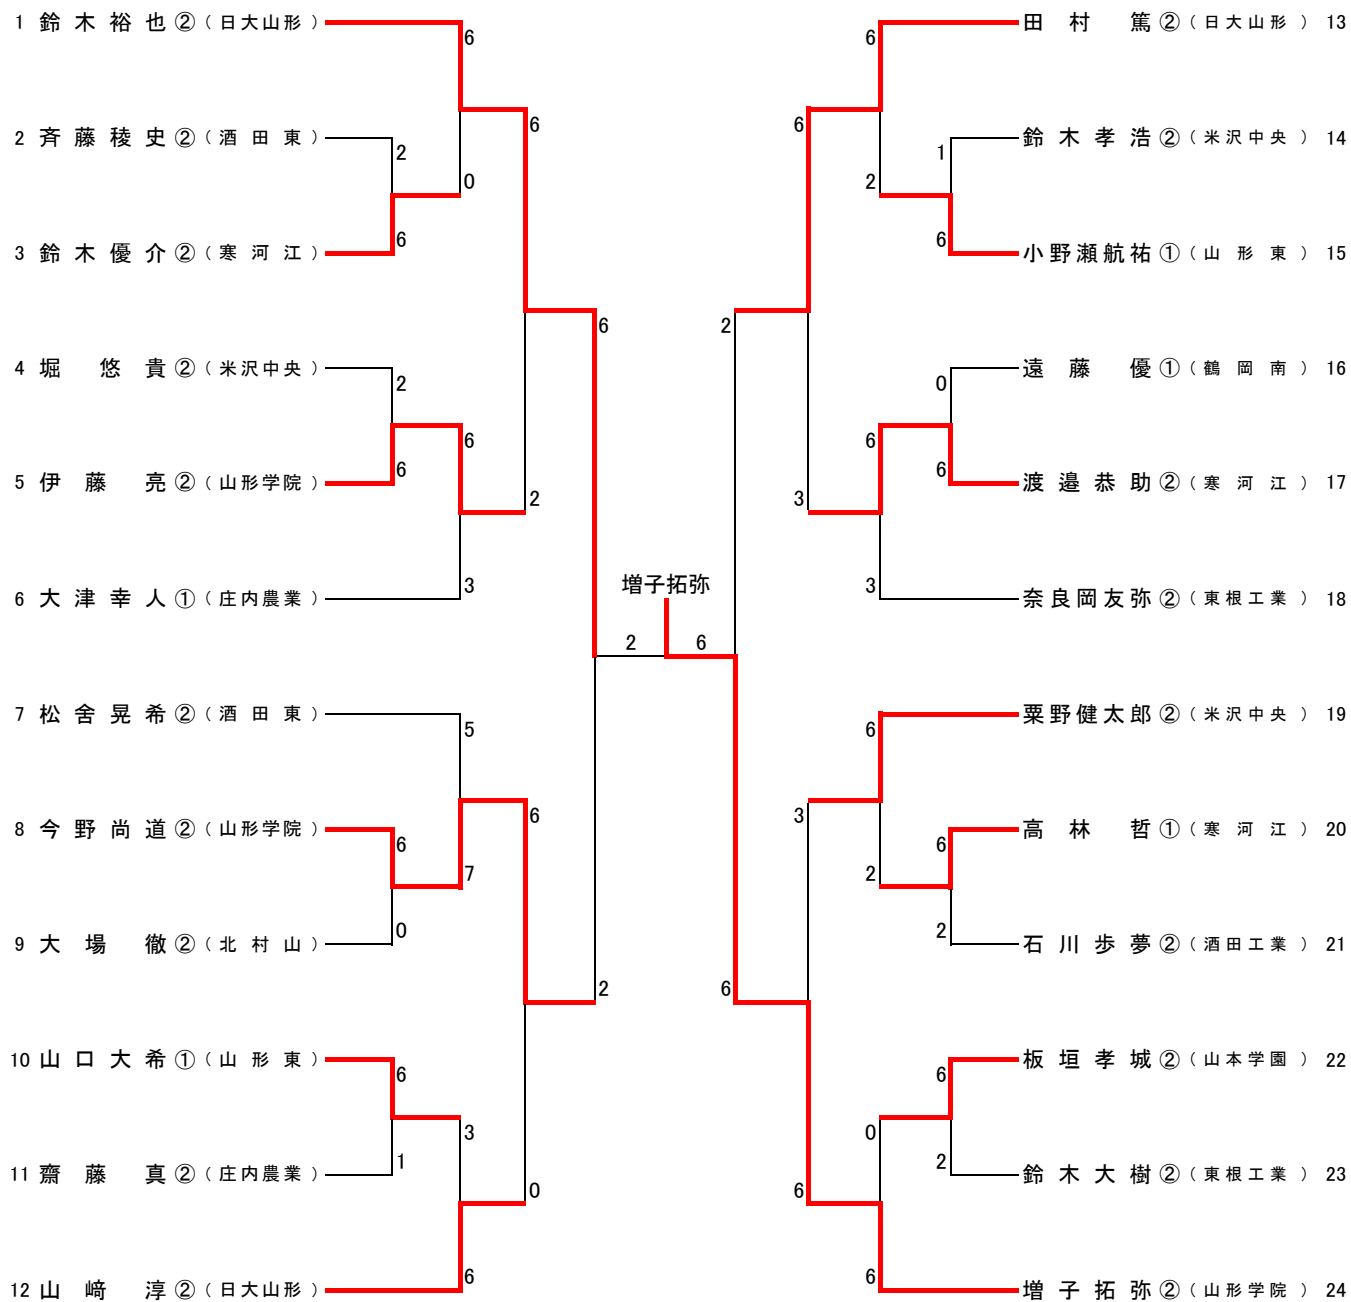 1 鈴木裕也② （日大山形）
6
2 斉藤稜史② （酒田東）
2
0
3 鈴木優介② （寒河江）
6
6
4 堀悠貴② （米沢中央）
2
6
5 伊藤亮② （山形学院）
6
2
6 大津幸人① （庄内農業）
3
6
7 松舎晃希② （酒田東）
5
8 今野尚道② （山形学院）
6
7
9 大場徹② （北村山）
0
6
2
10 山口大希① （山形東）
6
3
11 齋藤真② （庄内農業）
1
0
12 山﨑淳② （日大山形）
6
増子拓弥
2 6
田村篤② （日大山形） 13
6
6
鈴木孝浩② （米沢中央） 14
1
2
小野瀬航祐① （山形東） 15
6
2
遠藤優① （鶴岡南） 16
0
6
渡邉恭助② （寒河江） 17
6
3
奈良岡友弥② （東根工業） 18
3
粟野健太郎② （米沢中央） 19
6
3
高林哲① （寒河江） 20
6
2
石川歩夢② （酒田工業） 21
2
6
板垣孝城② （山本学園） 22
6
0
鈴木大樹② （東根工業） 23
2
6
増子拓弥② （山形学院） 24
6